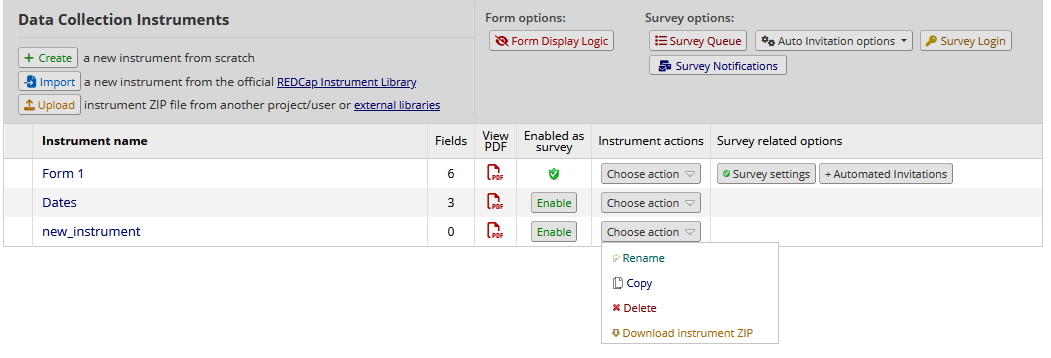 Data Collection Instruments
Form options:
Survey options:
Form Display Logic
Survey Queue
Auto Invitation options
Survey Login
Survey Notifications
+ Create a new instrument from scratch
Import a new instrument from the official REDCap Instrument Library
Upload instrument ZIP file from another project/user or external libraries
Instrument name Fields View PDF Enabled as survey Instrument actions Survey related options
Form 1 6 PDF Choose action Survey settings + Automated Invitations
Dates 3 PDF Enable Choose action
new_instrument 0 PDF Enable Choose action
Rename
Copy
Delete
Download instrument ZIP